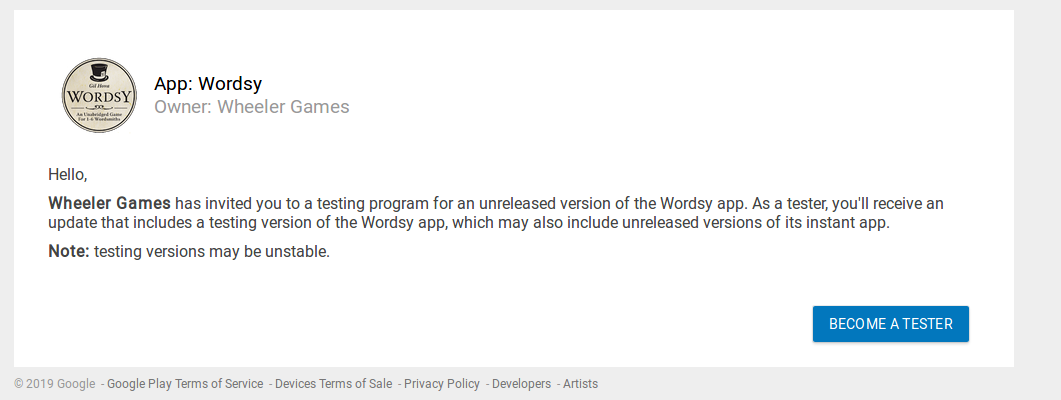 Gil Hova
WORDSY
An Unabridged Game
For 1-6 Wordsmiths
App: Wordsy
Owner: Wheeler Games
Hello,
Wheeler Games has invited you to a testing program for an unreleased version of the Wordsy app. As a tester, you'll receive an
update that includes a testing version of the Wordsy app, which may also include unreleased versions of its instant app.
Note: testing versions may be unstable.
BECOME A TESTER
© 2019 Google - Google Play Terms of Service - Devices Terms of Sale - Privacy Policy - Developers - Artists